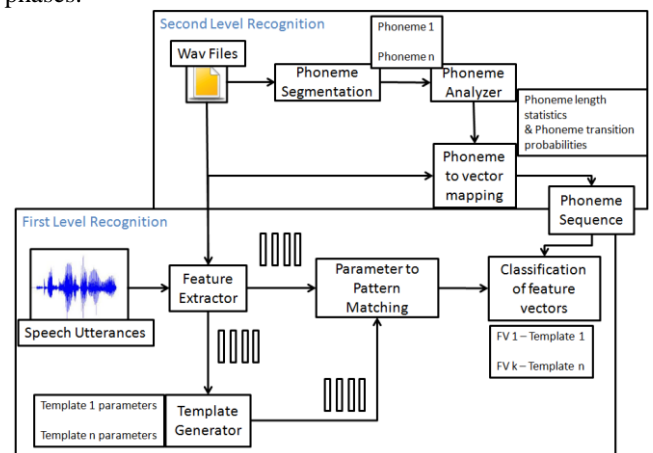 phases.
Second Level Recognition
Wav Files
Phoneme 1
Phoneme n
Phoneme
Segmentation
Phoneme
Analyzer
Phoneme length
statistics
& Phoneme transition
probabilities
Phoneme
to vector
mapping
Phoneme
Sequence
First Level Recognition
Speech Utterances
Feature
Extractor
Parameter to
Pattern
Matching
Classification
of feature
vectors
FV 1 – Template 1
FV k – Template n
Template 1 parameters
Template n parameters
Template
Generator